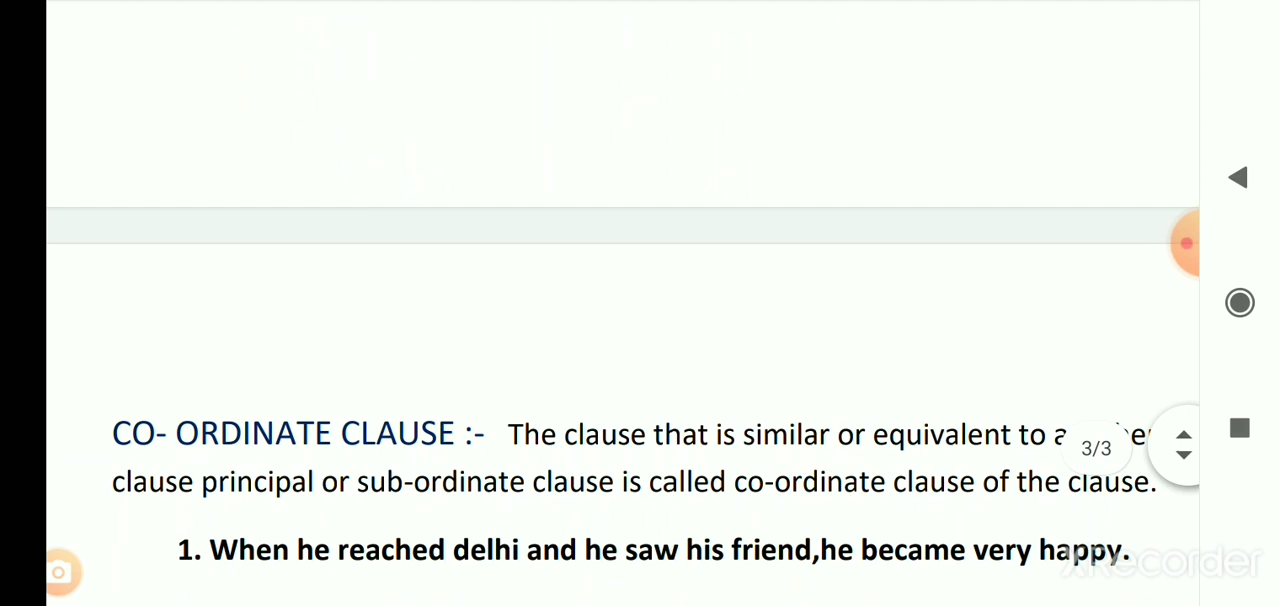 CO- ORDINATE CLAUSE :- The clause that is similar or equivalent to
3/3
clause principal or sub-ordinate clause is called co-ordinate clause of the clause.
1. When he reached delhi and he saw his friend,he became very happy.
XRecorder